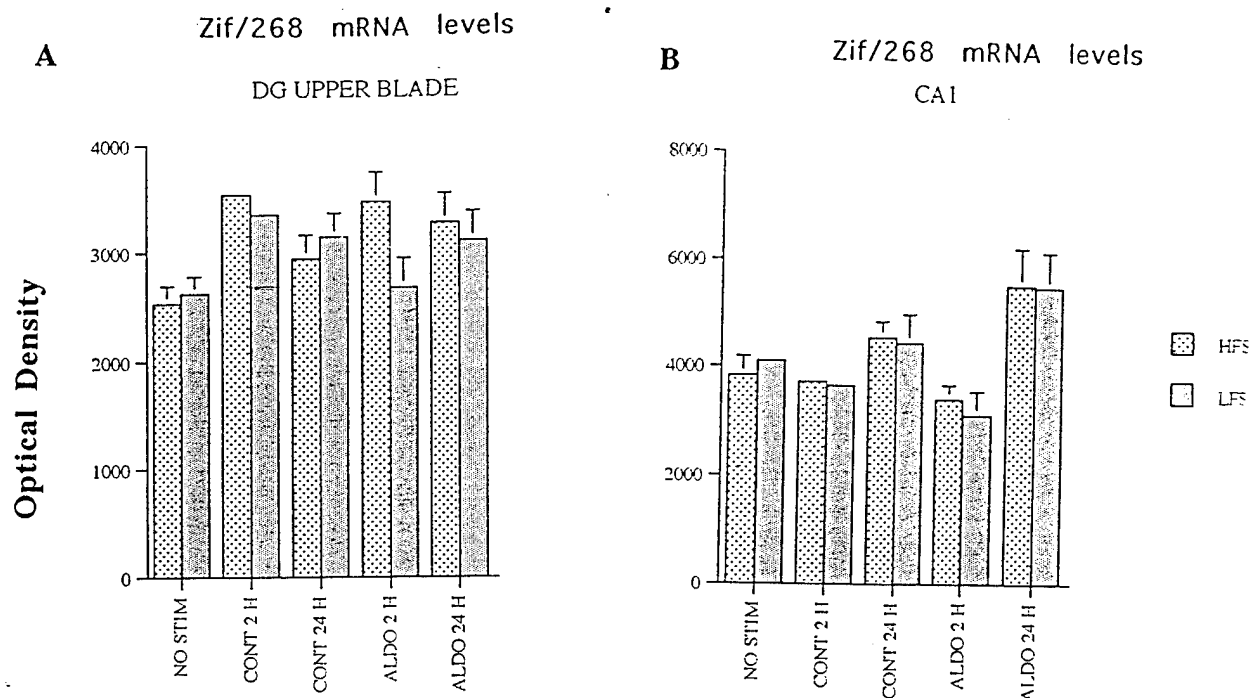 A
Zif/268 mRNA levels
DG UPPER BLADE
Optical Density
4000
3000
2000
1000
0
NO STIM
CONT 2 H
CONT 24 H
ALDO 2 H
ALDO 24 H
B
Zif/268 mRNA levels
CA1
8000
6000
4000
2000
0
NO STIM
CONT 2 H
CONT 24 H
ALDO 2 H
ALDO 24 H
HFS
LFS